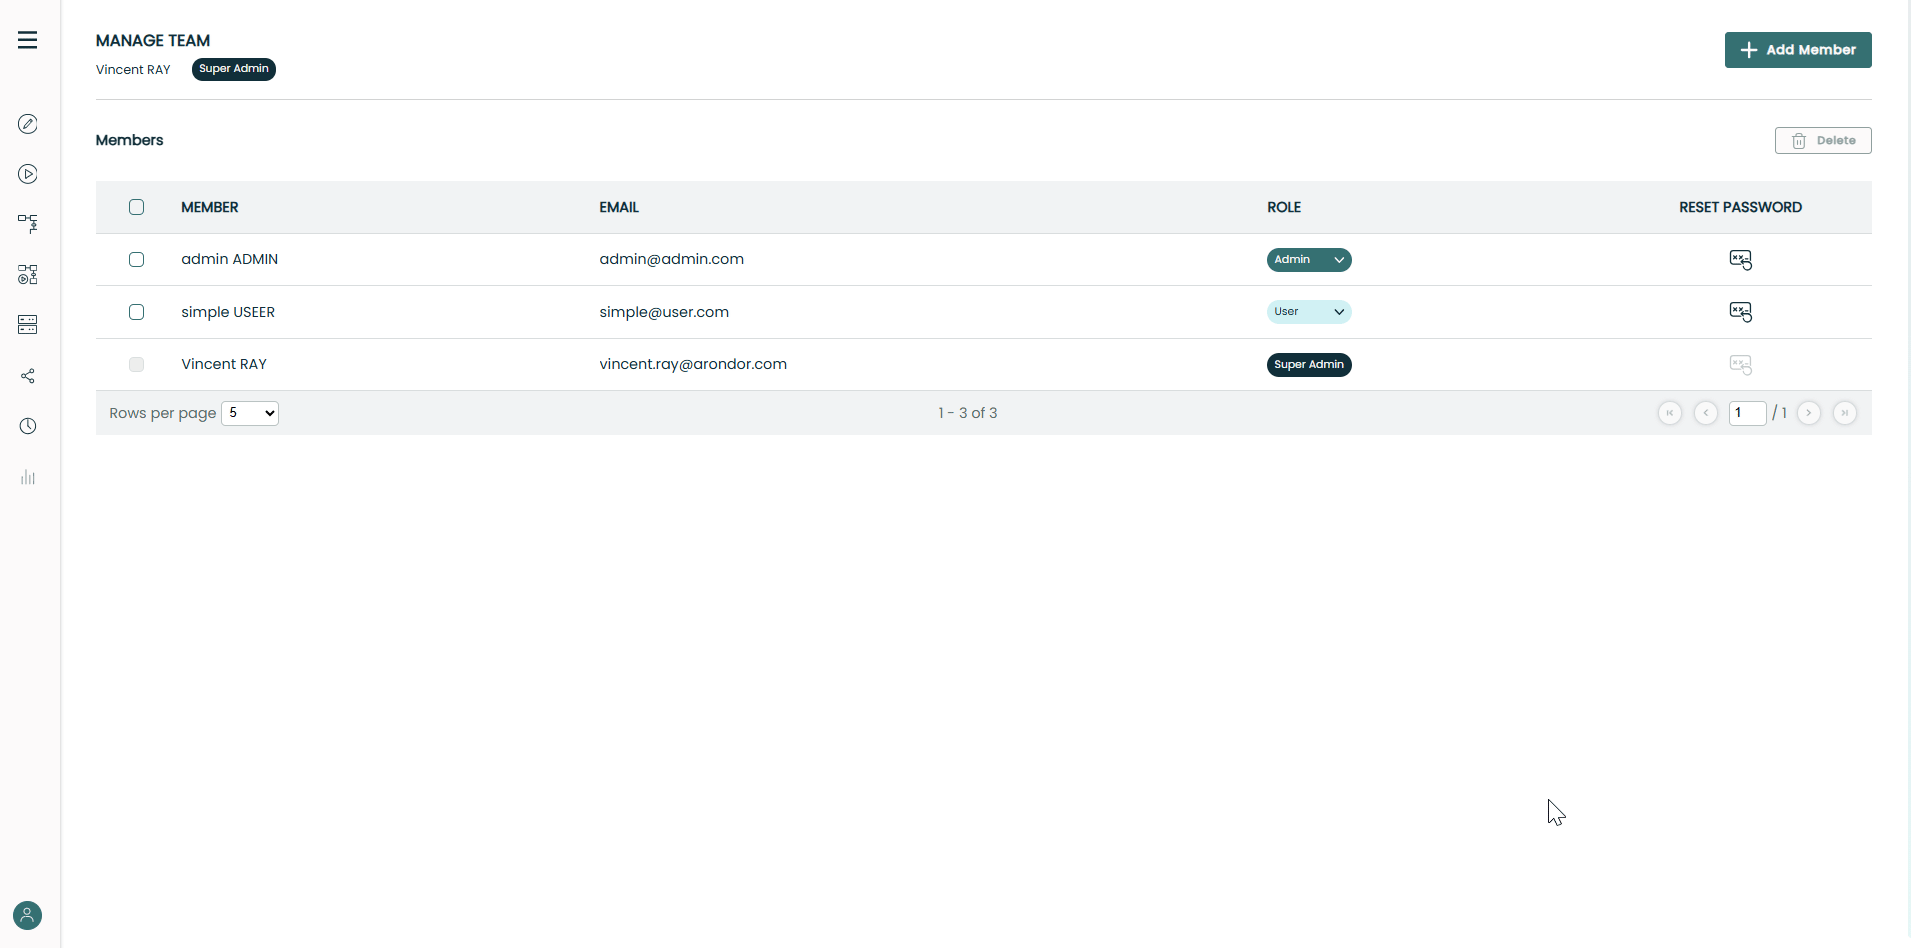 MANAGE TEAM
Vincent RAY Super Admin
Add Member
Members
Delete
MEMBER EMAIL ROLE RESET PASSWORD
admin ADMIN admin@admin.com Admin
simple USEER simple@user.com User
Vincent RAY vincent.ray@arondor.com Super Admin
Rows per page 5 1 - 3 of 3 1 / 1